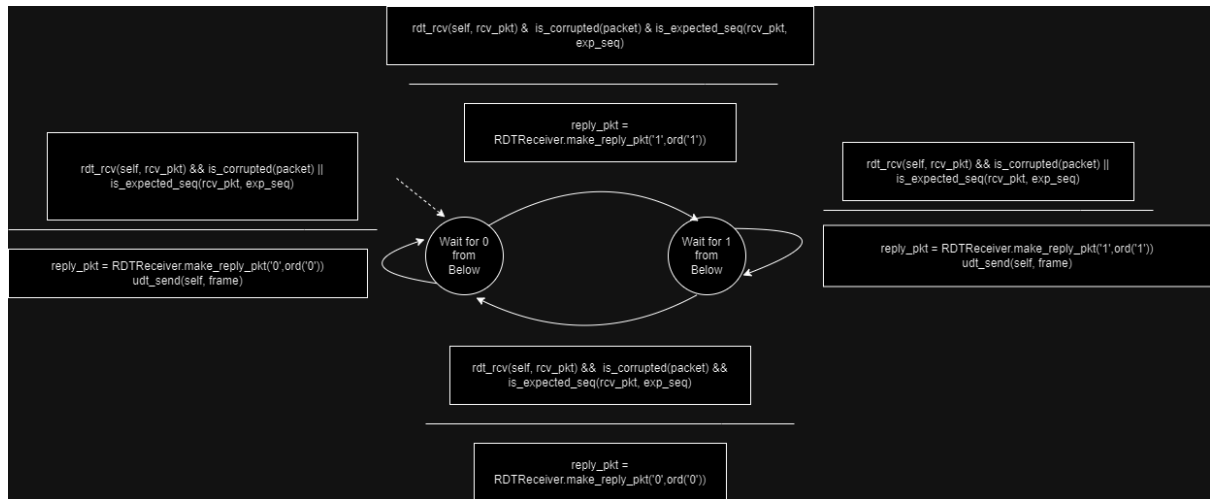 rdt_rcv(self, rcv_pkt) &  is_corrupted(packet) & is_expected_seq(rcv_pkt,
exp_seq)
reply_pkt =
RDTReceiver.make_reply_pkt('1',ord('1'))
rdt_rcv(self, rcv_pkt) && is_corrupted(packet) ||
is_expected_seq(rcv_pkt, exp_seq)
reply_pkt = RDTReceiver.make_reply_pkt('0',ord('0'))
udt_send(self, frame)
Wait for 0
from
Below
Wait for 1
from
Below
rdt_rcv(self, rcv_pkt) && is_corrupted(packet) ||
is_expected_seq(rcv_pkt, exp_seq)
reply_pkt = RDTReceiver.make_reply_pkt('1',ord('1'))
udt_send(self, frame)
rdt_rcv(self, rcv_pkt) &&  is_corrupted(packet) &&
is_expected_seq(rcv_pkt, exp_seq)
reply_pkt =
RDTReceiver.make_reply_pkt('0',ord('0'))